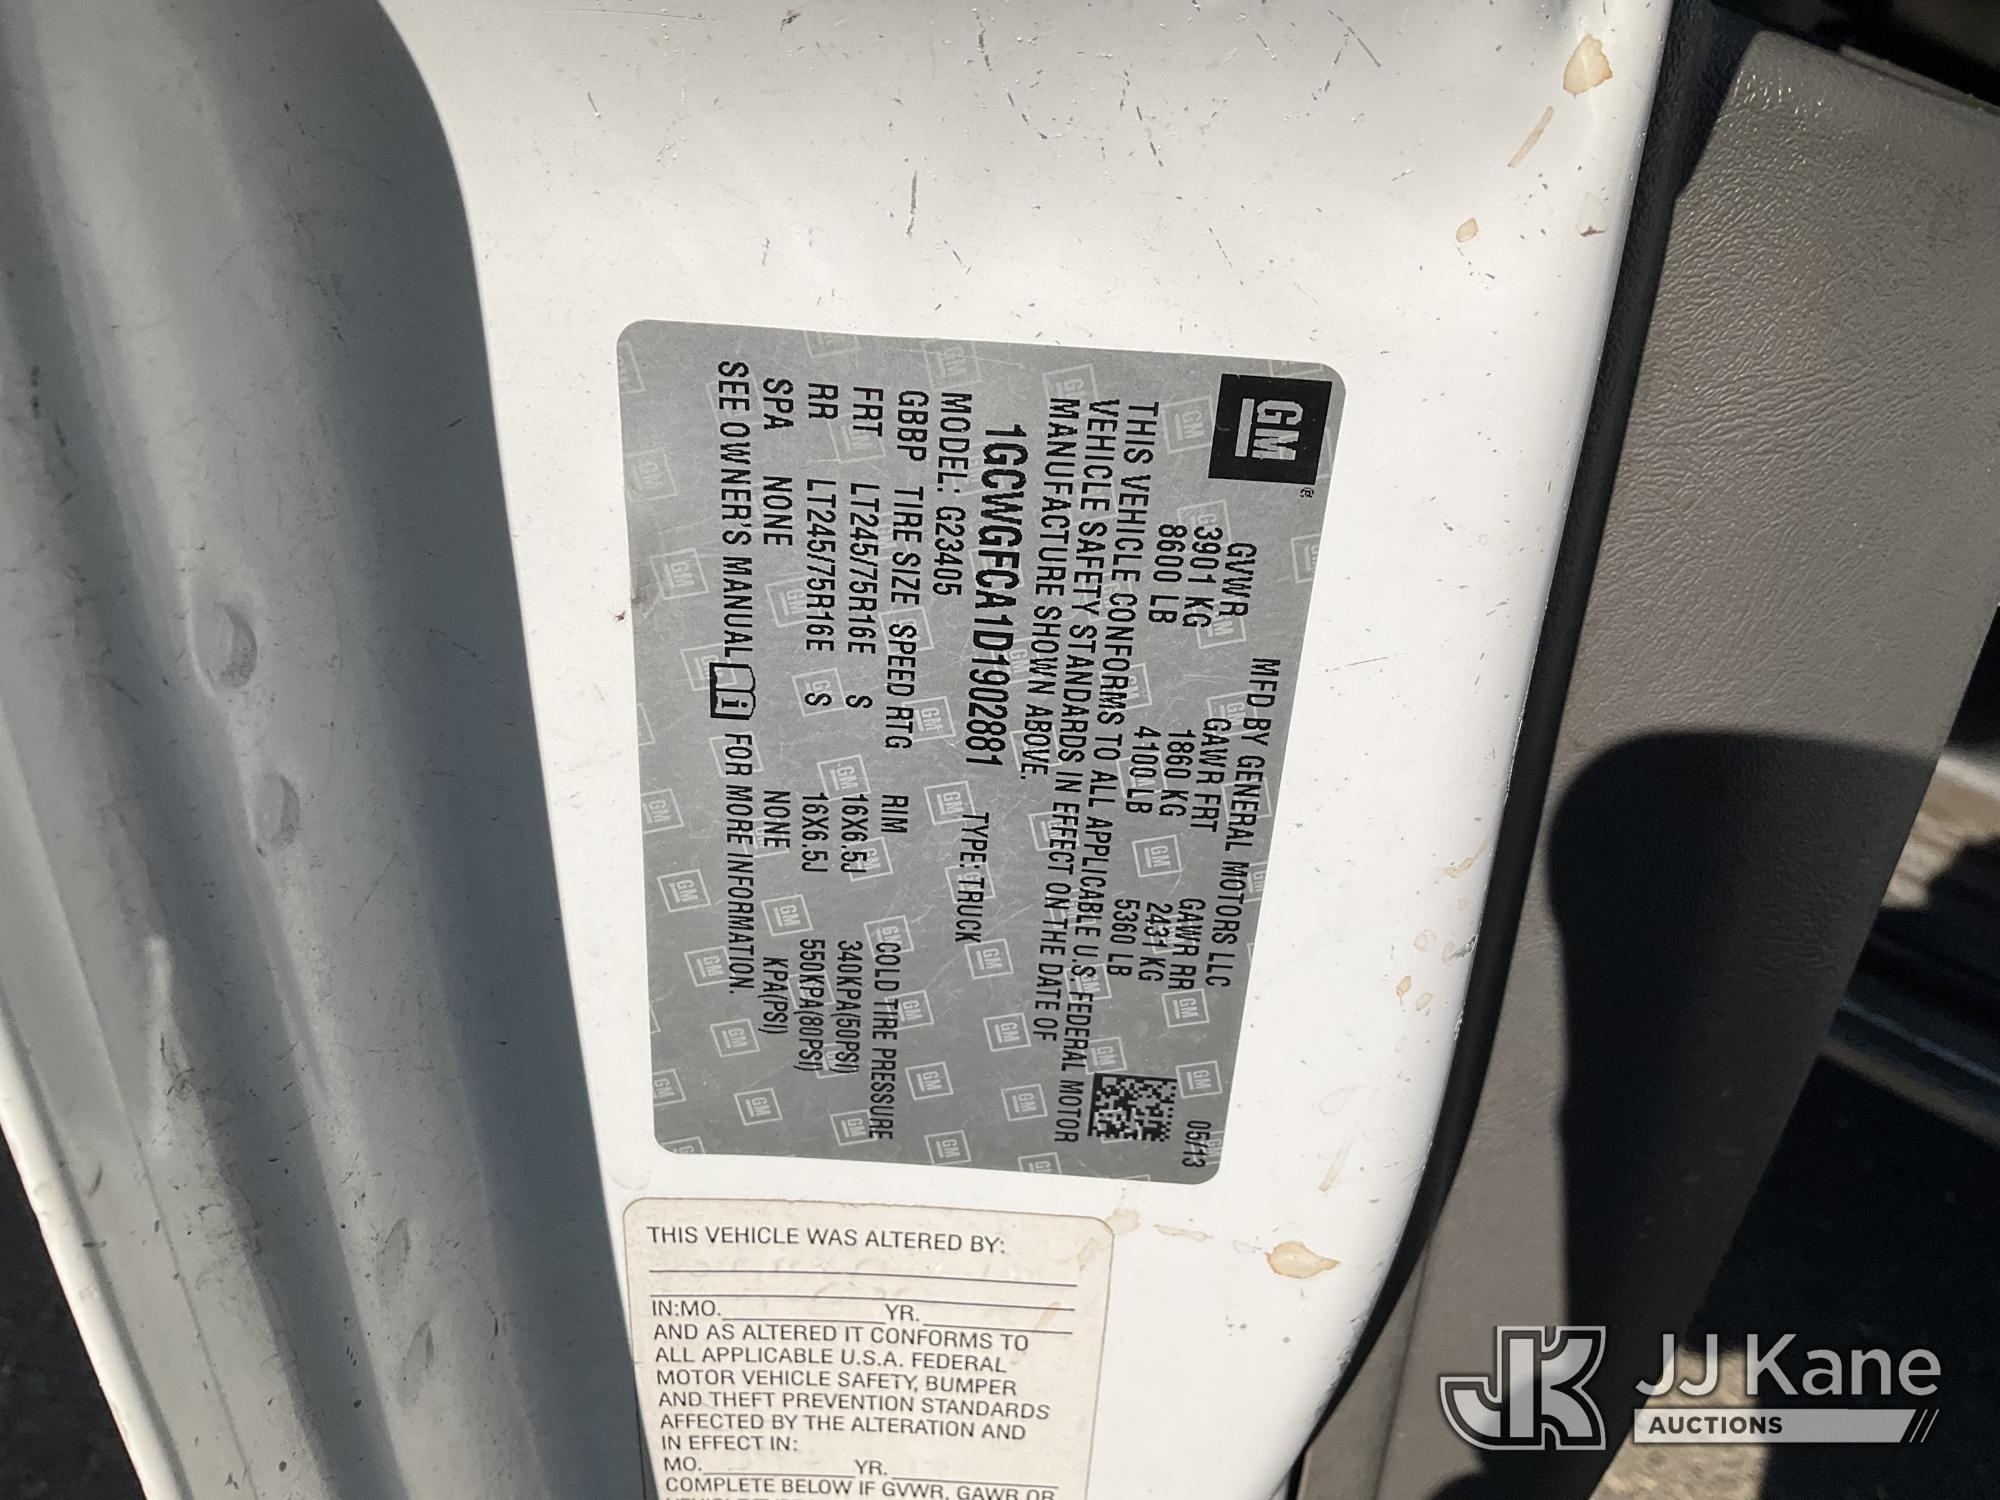 GM®
MFD BY GENERAL MOTORS LLC 05/13
GVWR GAWR FRT GAWR RR
3901 KG 1860 KG 2431 KG
8600 LB 4100 LB 5360 LB
THIS VEHICLE CONFORMS TO ALL APPLICABLE U.S. FEDERAL MOTOR
VEHICLE SAFETY STANDARDS IN EFFECT ON THE DATE OF
MANUFACTURE SHOWN ABOVE.
1GCWGFCA1D1902881 TYPE: TRUCK
MODEL: G23405
GBBP TIRE SIZE SPEED RTG RIM COLD TIRE PRESSURE
FRT LT245/75R16E S 16X6.5J 340KPA(50PSI)
RR LT245/75R16E S 16X6.5J 550KPA(80PSI)
SPA NONE NONE KPA(PSI)
SEE OWNER'S MANUAL i FOR MORE INFORMATION.
THIS VEHICLE WAS ALTERED BY:
IN:MO. YR.
AND AS ALTERED IT CONFORMS TO
ALL APPLICABLE U.S.A. FEDERAL
MOTOR VEHICLE SAFETY, BUMPER
AND THEFT PREVENTION STANDARDS
AFFECTED BY THE ALTERATION AND
IN EFFECT IN:
MO. YR.
COMPLETE BELOW IF GVWR, GAWR OR
JK JJ Kane
AUCTIONS